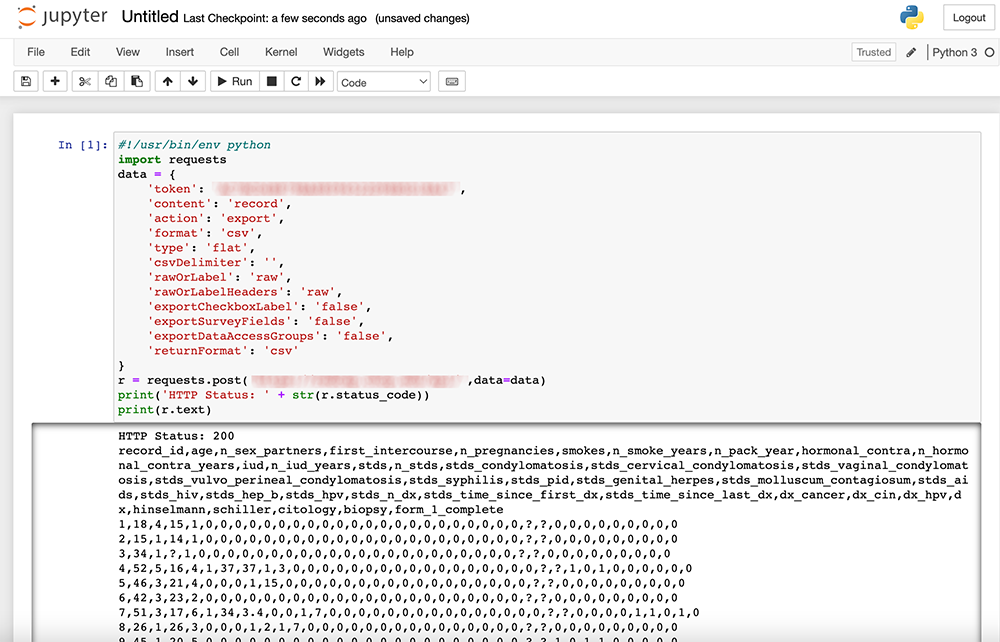 jupyter Untitled Last Checkpoint: a few seconds ago (unsaved changes) Logout
File Edit View Insert Cell Kernel Widgets Help Trusted Python 3
Run Code
In [1]: #!/usr/bin/env python
import requests
data = {
'token': ,
'content': 'record',
'action': 'export',
'format': 'csv',
'type': 'flat',
'csvDelimiter': '',
'rawOrLabel': 'raw',
'rawOrLabelHeaders': 'raw',
'exportCheckboxLabel': 'false',
'exportSurveyFields': 'false',
'exportDataAccessGroups': 'false',
'returnFormat': 'csv'
}
r = requests.post( ,data=data)
print('HTTP Status: ' + str(r.status_code))
print(r.text)
HTTP Status: 200
record_id,age,n_sex_partners,first_intercourse,n_pregnancies,smokes,n_smoke_years,n_pack_year,hormonal_contra,n_hormo
nal_contra_years,iud,n_iud_years,stds,n_stds,stds_condylomatosis,stds_cervical_condylomatosis,stds_vaginal_condylomat
osis,stds_vulvo_perineal_condylomatosis,stds_syphilis,stds_pid,stds_genital_herpes,stds_molluscum_contagiosum,stds_ai
ds,stds_hiv,stds_hep_b,stds_hpv,stds_n_dx,stds_time_since_first_dx,stds_time_since_last_dx,dx_cancer,dx_cin,dx_hpv,d
x,hinselmann,schiller,citology,biopsy,form_1_complete
1,18,4,15,1,0,0,0,0,0,0,0,0,0,0,0,0,0,0,0,0,0,0,0,0,0,0,?,?,0,0,0,0,0,0,0,0,0
2,15,1,14,1,0,0,0,0,0,0,0,0,0,0,0,0,0,0,0,0,0,0,0,0,0,0,?,?,0,0,0,0,0,0,0,0,0
3,34,1,?,1,0,0,0,0,0,0,0,0,0,0,0,0,0,0,0,0,0,0,0,0,0,0,?,?,0,0,0,0,0,0,0,0,0
4,52,5,16,4,1,37,37,1,3,0,0,0,0,0,0,0,0,0,0,0,0,0,0,0,0,0,?,?,1,0,1,0,0,0,0,0,0
5,46,3,21,4,0,0,0,1,15,0,0,0,0,0,0,0,0,0,0,0,0,0,0,0,0,0,?,?,0,0,0,0,0,0,0,0,0
6,42,3,23,2,0,0,0,0,0,0,0,0,0,0,0,0,0,0,0,0,0,0,0,0,0,0,?,?,0,0,0,0,0,0,0,0,0
7,51,3,17,6,1,34,3.4,0,0,1,7,0,0,0,0,0,0,0,0,0,0,0,0,0,0,0,?,?,0,0,0,0,1,1,0,1,0
8,26,1,26,3,0,0,0,1,2,1,7,0,0,0,0,0,0,0,0,0,0,0,0,0,0,0,?,?,0,0,0,0,0,0,0,0,0